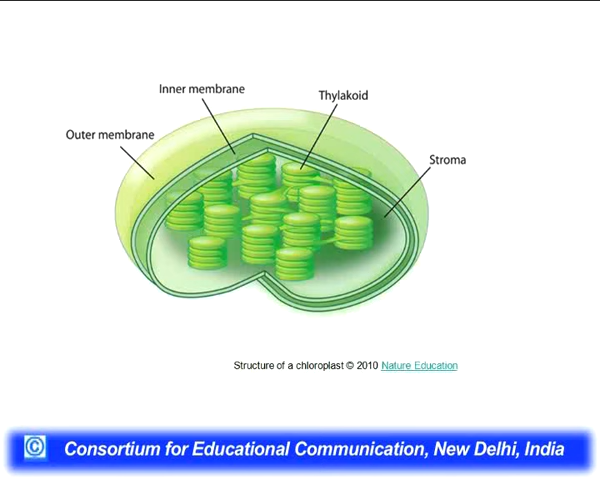 Inner membrane
Thylakoid
Outer membrane
Stroma
Structure of a chloroplast © 2010 Nature Education
© Consortium for Educational Communication, New Delhi, India